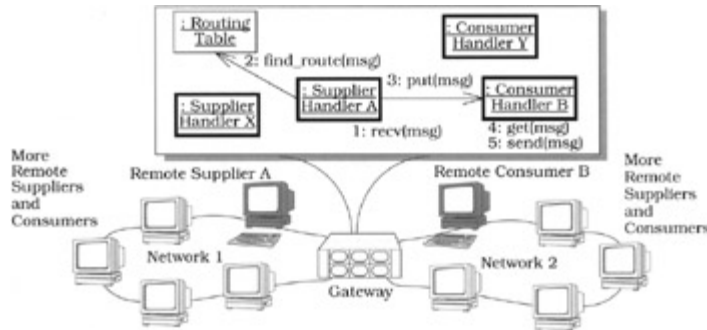 : Routing
Table
2: find_route(msg)
: Consumer
Handler Y
: Supplier
Handler X
: Supplier
Handler A
1: recv(msg)
3: put(msg)
: Consumer
Handler B
4: get(msg)
5: send(msg)
More
Remote
Suppliers
and
Consumers
Remote Supplier A
Remote Consumer B
More
Remote
Suppliers
and
Consumers
Network 1
Network 2
Gateway